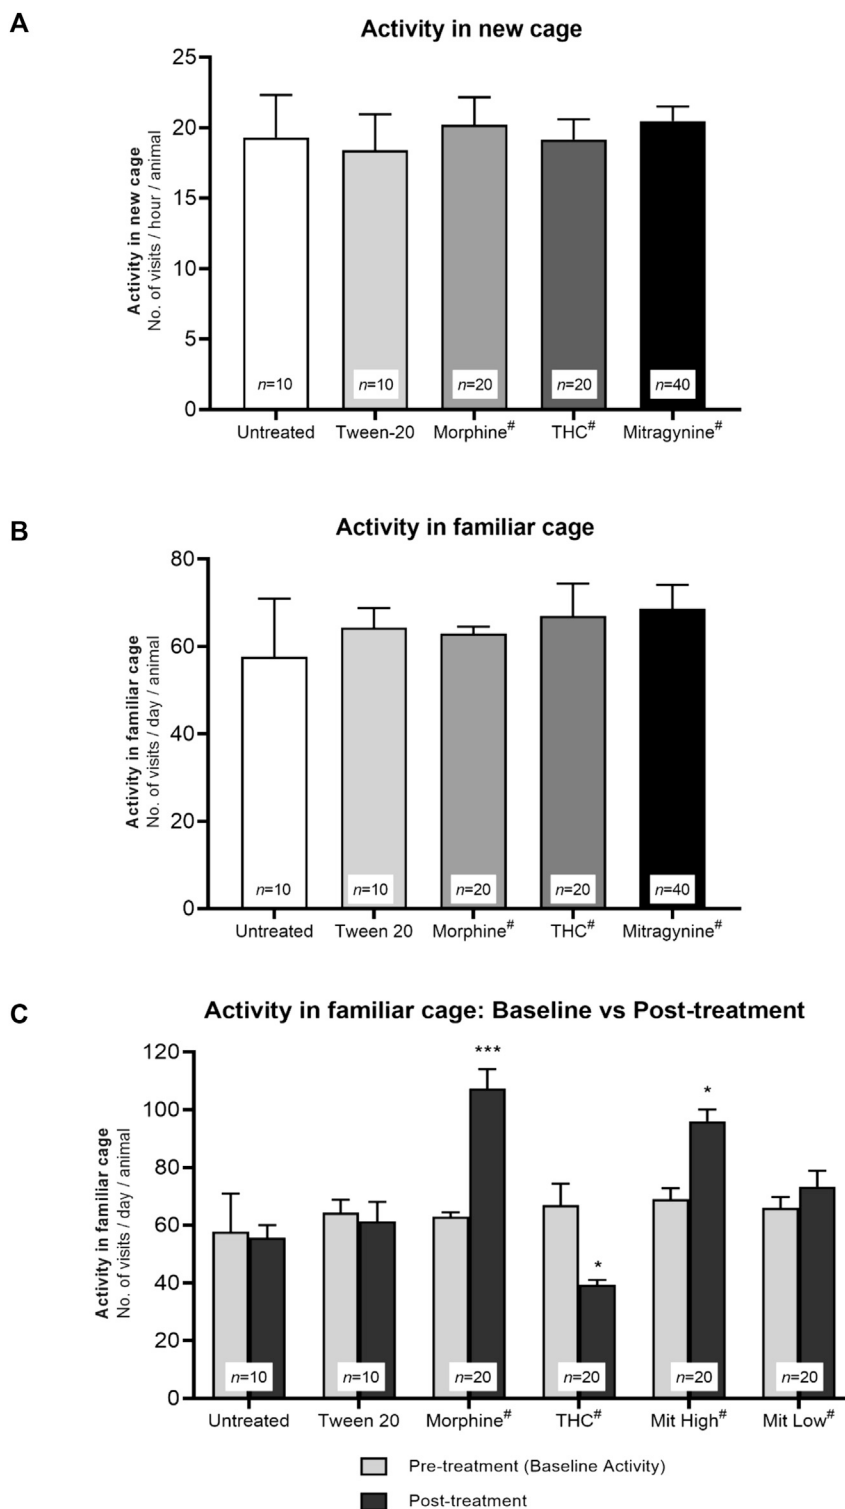 A
Activity in new cage
25
20
15
10
5
0
Activity in new cage
No. of visits / hour / animal
n=10
n=10
n=20
n=20
n=40
Untreated
Tween-20
Morphine#
THC#
Mitragynine#
B
Activity in familiar cage
80
60
40
20
0
Activity in familiar cage
No. of visits / day / animal
n=10
n=10
n=20
n=20
n=40
Untreated
Tween 20
Morphine#
THC#
Mitragynine#
C
Activity in familiar cage: Baseline vs Post-treatment
120
100
80
60
40
20
0
Activity in familiar cage
No. of visits / day / animal
***
*
*
n=10
n=10
n=20
n=20
n=20
n=20
Untreated
Tween 20
Morphine#
THC#
Mit High#
Mit Low#
Pre-treatment (Baseline Activity)
Post-treatment